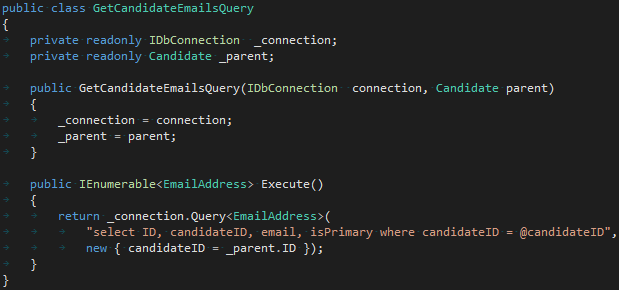 public class GetCandidateEmailsQuery
{
private readonly IDbConnection _connection;
private readonly Candidate _parent;
public GetCandidateEmailsQuery(IDbConnection connection, Candidate parent)
{
_connection = connection;
_parent = parent;
}
public IEnumerable<EmailAddress> Execute()
{
return _connection.Query<EmailAddress>(
"select ID, candidateID, email, isPrimary where candidateID = @candidateID",
new { candidateID = _parent.ID });
}
}